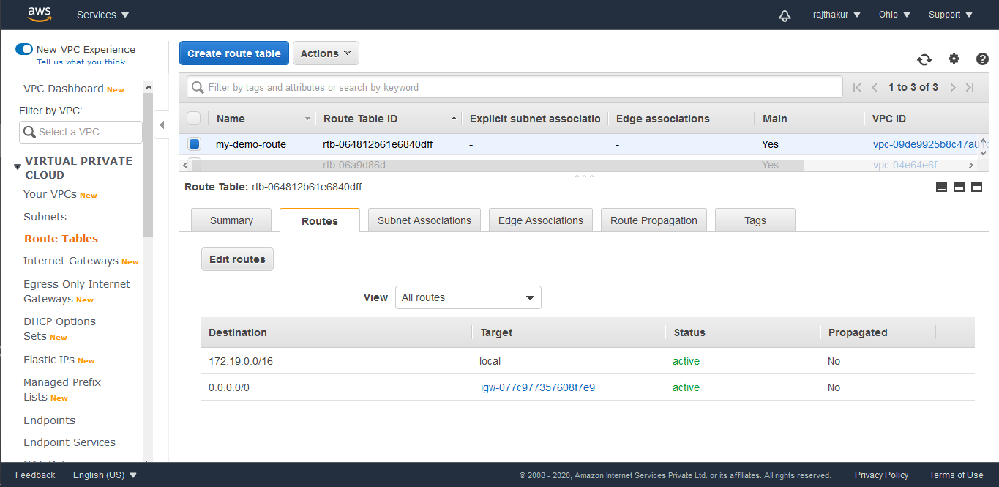 aws Services rajthakur Ohio Support
New VPC Experience
Tell us what you think
VPC Dashboard New
Filter by VPC:
Select a VPC
VIRTUAL PRIVATE
CLOUD
Your VPCs New
Subnets
Route Tables
Internet Gateways New
Egress Only Internet
Gateways New
DHCP Options
Sets New
Elastic IPs New
Managed Prefix
Lists New
Endpoints
Endpoint Services
Create route table Actions
Filter by tags and attributes or search by keyword 1 to 3 of 3
Name Route Table ID Explicit subnet associatio Edge associations Main VPC ID
my-demo-route rtb-064812b61e6840dff - - Yes vpc-09de9925b8c47a8
rtb-06a9d86d - - Yes vpc-04e64e6f
Route Table: rtb-064812b61e6840dff
Summary Routes Subnet Associations Edge Associations Route Propagation Tags
Edit routes
View All routes
Destination Target Status Propagated
172.19.0.0/16 local active No
0.0.0.0/0 igw-077c977357608f7e9 active No
Feedback English (US) © 2008 - 2020, Amazon Internet Services Private Ltd. or its affiliates. All rights reserved. Privacy Policy Terms of Use